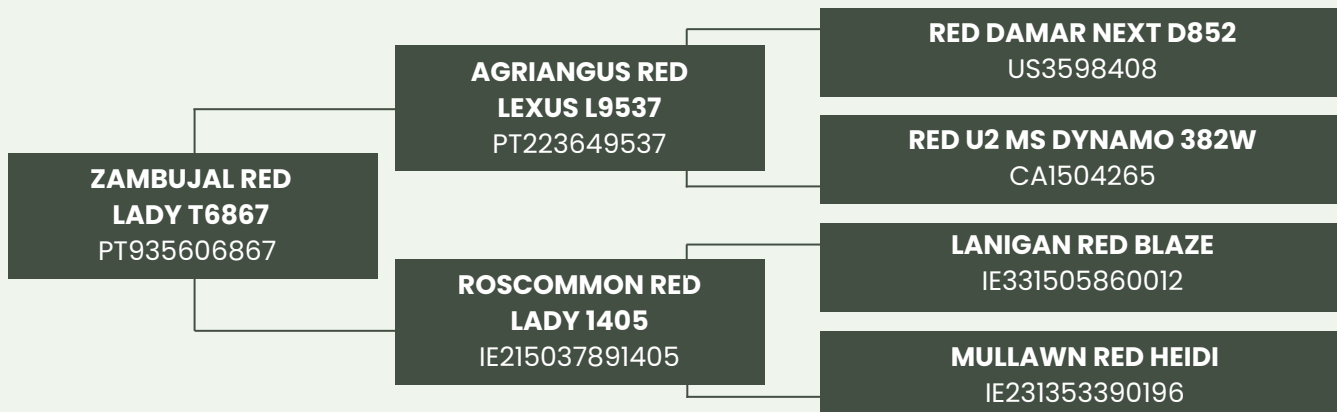 RED DAMAR NEXT D852
US3598408
AGRIANGUS RED
LEXUS L9537
PT223649537
RED U2 MS DYNAMO 382W
CA1504265
ZAMBUJAL RED
LADY T6867
PT935606867
LANIGAN RED BLAZE
IE331505860012
ROSCOMMON RED
LADY 1405
IE215037891405
MULLAWN RED HEIDI
IE231353390196